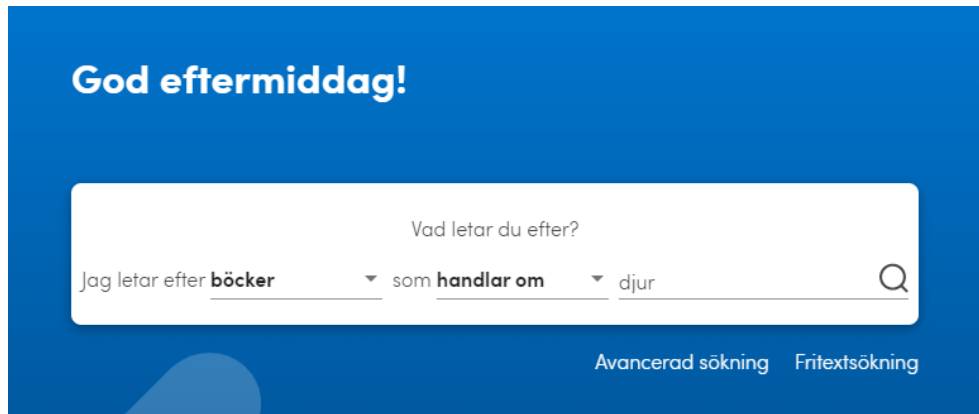 God eftermiddag!
Vad letar du efter?
Jag letar efter böcker som handlar om djur
Avancerad sökning Fritextsökning